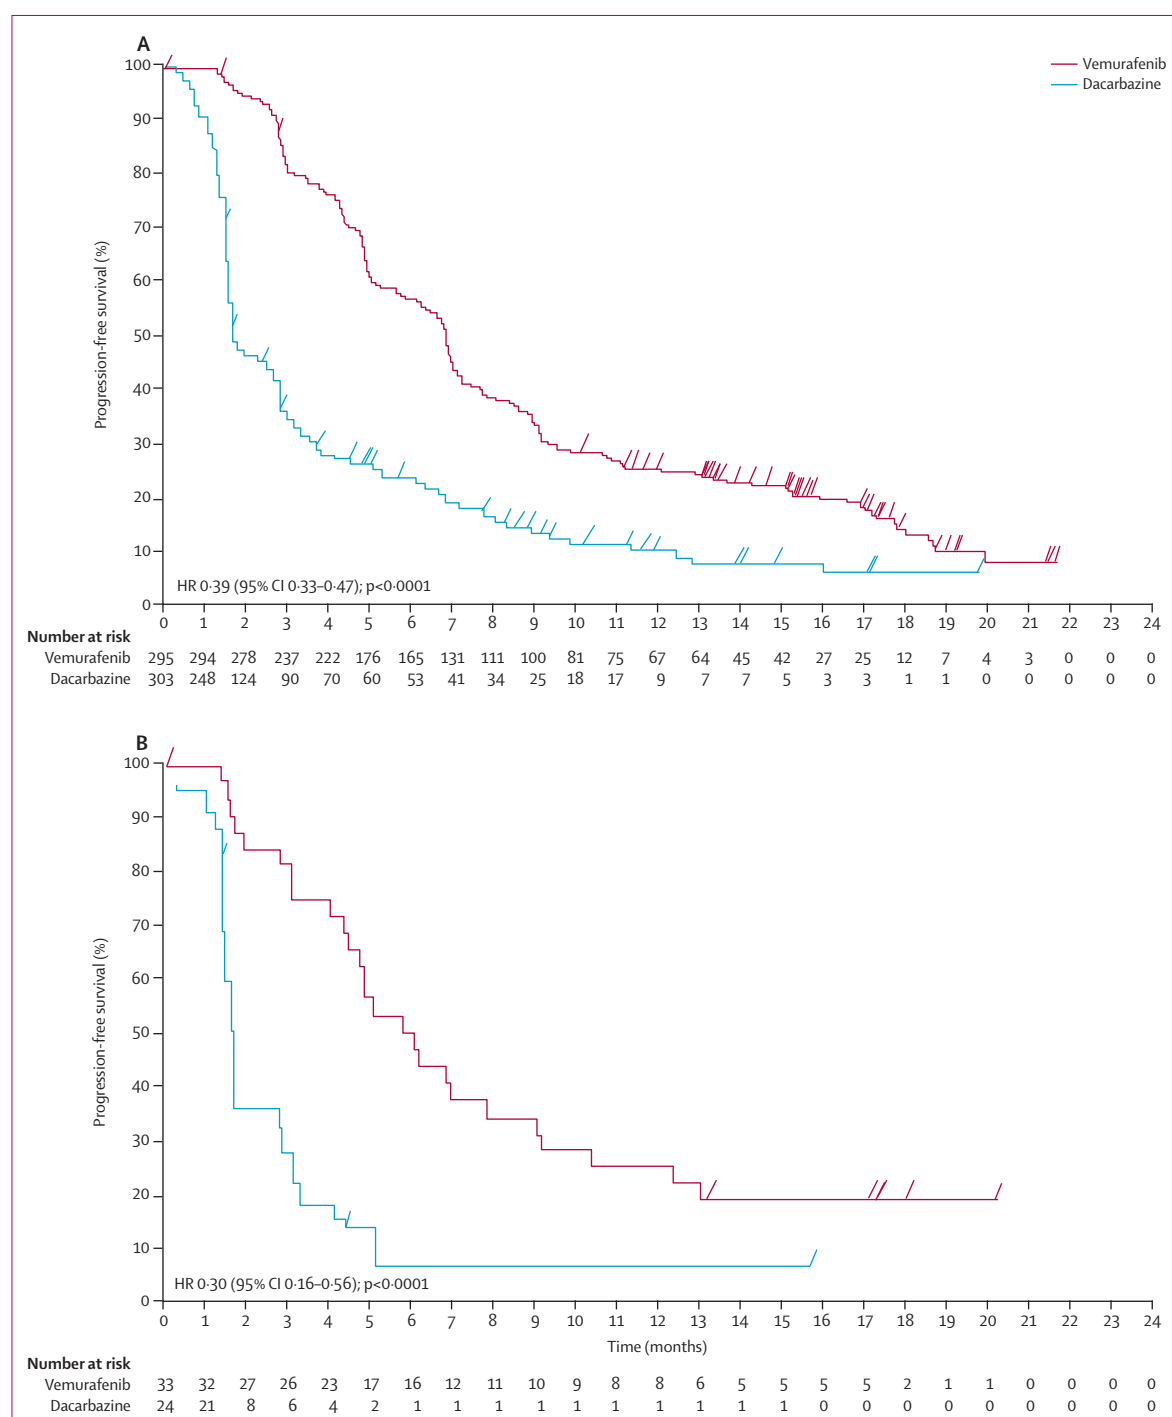 A
Vemurafenib
Dacarbazine
Progression-free survival (%)
100
90
80
70
60
50
40
30
20
10
0
HR 0·39 (95% CI 0·33–0·47); p<0·0001
0 1 2 3 4 5 6 7 8 9 10 11 12 13 14 15 16 17 18 19 20 21 22 23 24
Number at risk
Vemurafenib 295 294 278 237 222 176 165 131 111 100 81 75 67 64 45 42 27 25 12 7 4 3 0 0 0
Dacarbazine 303 248 124 90 70 60 53 41 34 25 18 17 9 7 7 5 3 3 1 1 0 0 0 0 0
B
Progression-free survival (%)
100
90
80
70
60
50
40
30
20
10
0
HR 0·30 (95% CI 0·16–0·56); p<0·0001
0 1 2 3 4 5 6 7 8 9 10 11 12 13 14 15 16 17 18 19 20 21 22 23 24
Time (months)
Number at risk
Vemurafenib 33 32 27 26 23 17 16 12 11 10 9 8 8 6 5 5 5 5 2 1 1 0 0 0 0
Dacarbazine 24 21 8 6 4 2 1 1 1 1 1 1 1 1 1 1 0 0 0 0 0 0 0 0 0